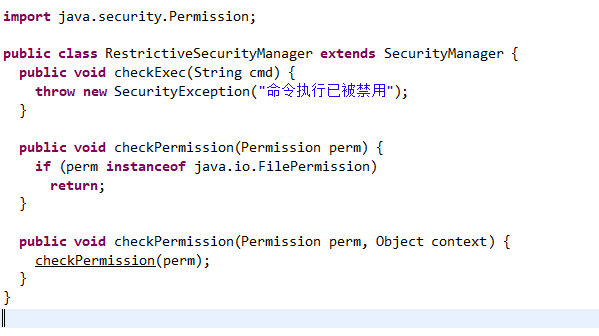 import java.security.Permission;
public class RestrictiveSecurityManager extends SecurityManager {
public void checkExec(String cmd) {
throw new SecurityException("命令执行已被禁用");
}
public void checkPermission(Permission perm) {
if (perm instanceof java.io.FilePermission)
return;
}
public void checkPermission(Permission perm, Object context) {
checkPermission(perm);
}
}